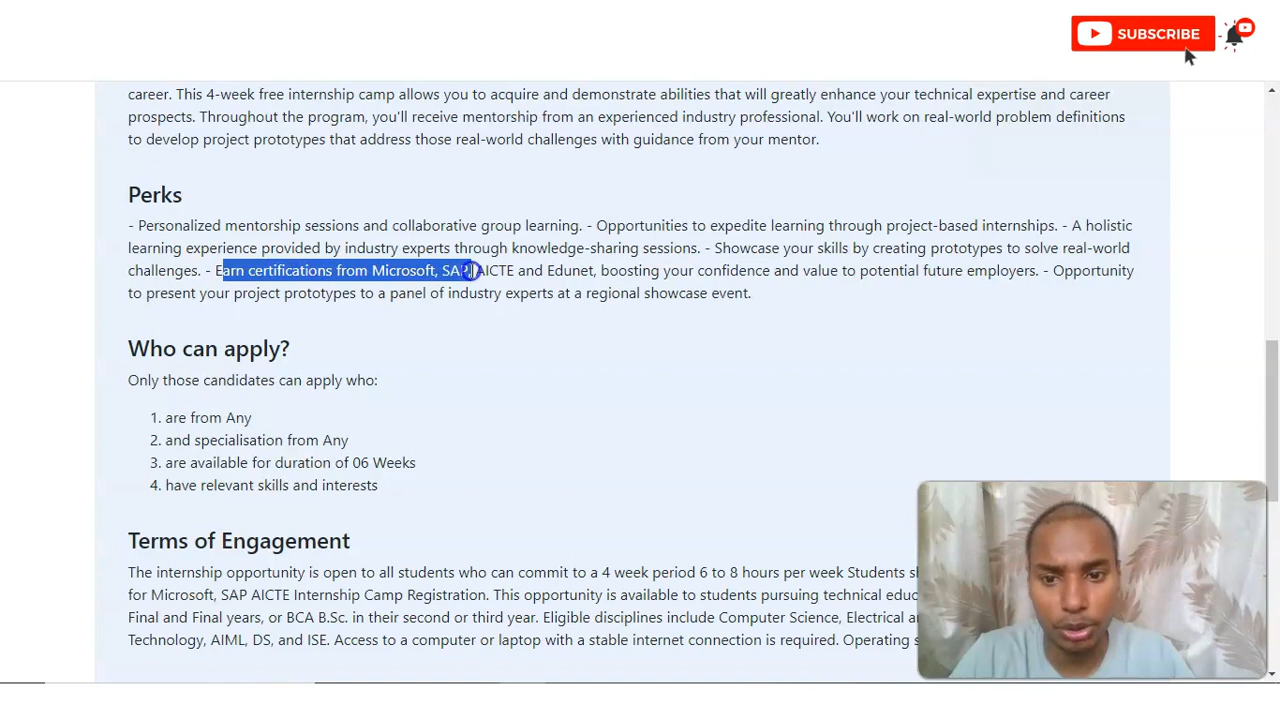 SUBSCRIBE
career. This 4-week free internship camp allows you to acquire and demonstrate abilities that will greatly enhance your technical expertise and career
prospects. Throughout the program, you'll receive mentorship from an experienced industry professional. You'll work on real-world problem definitions
to develop project prototypes that address those real-world challenges with guidance from your mentor.
Perks
- Personalized mentorship sessions and collaborative group learning. - Opportunities to expedite learning through project-based internships. - A holistic
learning experience provided by industry experts through knowledge-sharing sessions. - Showcase your skills by creating prototypes to solve real-world
challenges. - Earn certifications from Microsoft, SAP, AICTE and Edunet, boosting your confidence and value to potential future employers. - Opportunity
to present your project prototypes to a panel of industry experts at a regional showcase event.
Who can apply?
Only those candidates can apply who:
1. are from Any
2. and specialisation from Any
3. are available for duration of 06 Weeks
4. have relevant skills and interests
Terms of Engagement
The internship opportunity is open to all students who can commit to a 4 week period 6 to 8 hours per week Students
for Microsoft, SAP AICTE Internship Camp Registration. This opportunity is available to students pursuing technical
Final and Final years, or BCA B.Sc. in their second or third year. Eligible disciplines include Computer Science, Electrical
Technology, AIML, DS, and ISE. Access to a computer or laptop with a stable internet connection is required. Operating